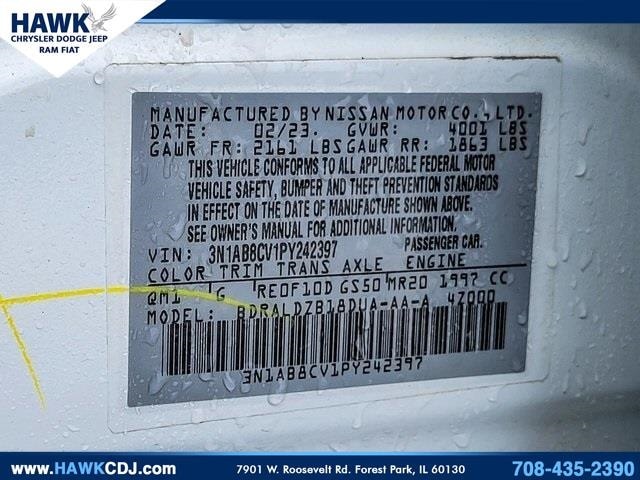 HAWK
CHRYSLER DODGE JEEP
RAM FIAT
MANUFACTURED BY NISSAN MOTOR CO., LTD.
DATE: 02/23. GVWR: 4001 LBS
GAWR FR: 2161 LBS GAWR RR: 1863 LBS
THIS VEHICLE CONFORMS TO ALL APPLICABLE FEDERAL MOTOR
VEHICLE SAFETY, BUMPER AND THEFT PREVENTION STANDARDS
IN EFFECT ON THE DATE OF MANUFACTURE SHOWN ABOVE.
SEE OWNER'S MANUAL FOR ADDITIONAL INFORMATION.
VIN: 3N1AB8CV1PY242397 PASSENGER CAR.
COLOR TRIM TRANS AXLE ENGINE
QM1 G RE0F10D GS50 MR20 1997 CC
MODEL: BDRALDZB18DUA-AA-A 4Z000
3N1AB8CV1PY242397
www.HAWKCDJ.com 7901 W. Roosevelt Rd. Forest Park, IL 60130 708-435-2390